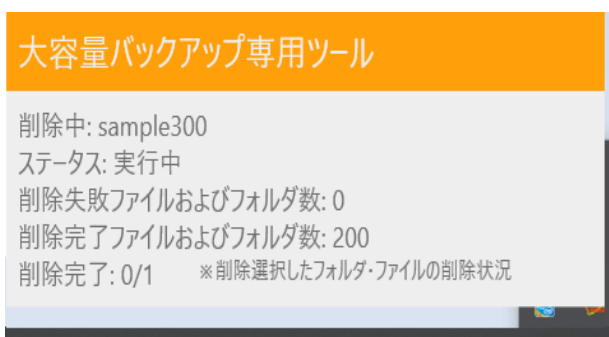 大容量バックアップ専用ツール
削除中: sample300
ステータス: 実行中
削除失敗ファイルおよびフォルダ数: 0
削除完了ファイルおよびフォルダ数: 200
削除完了: 0/1 ※削除選択したフォルダ・ファイルの削除状況